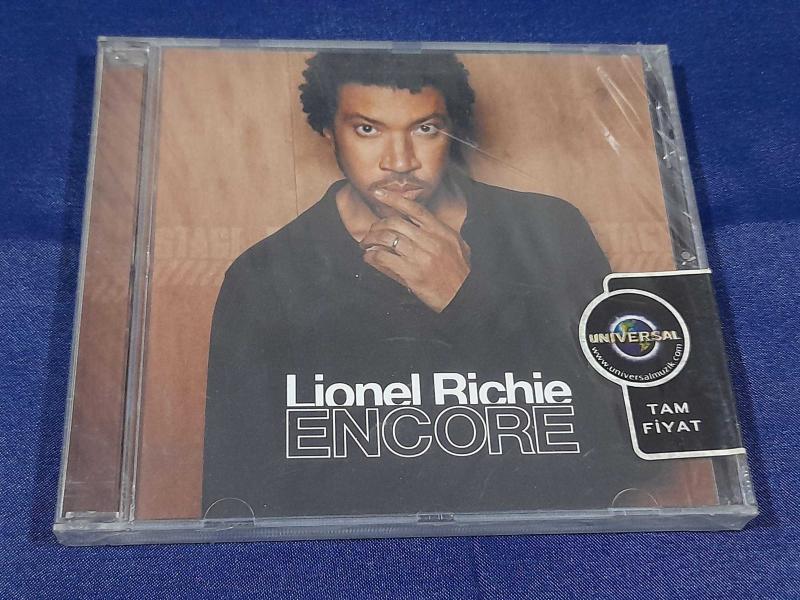 Lionel Richie
ENCORE
UNIVERSAL
www.universalmuzik.com
TAM
FİYAT